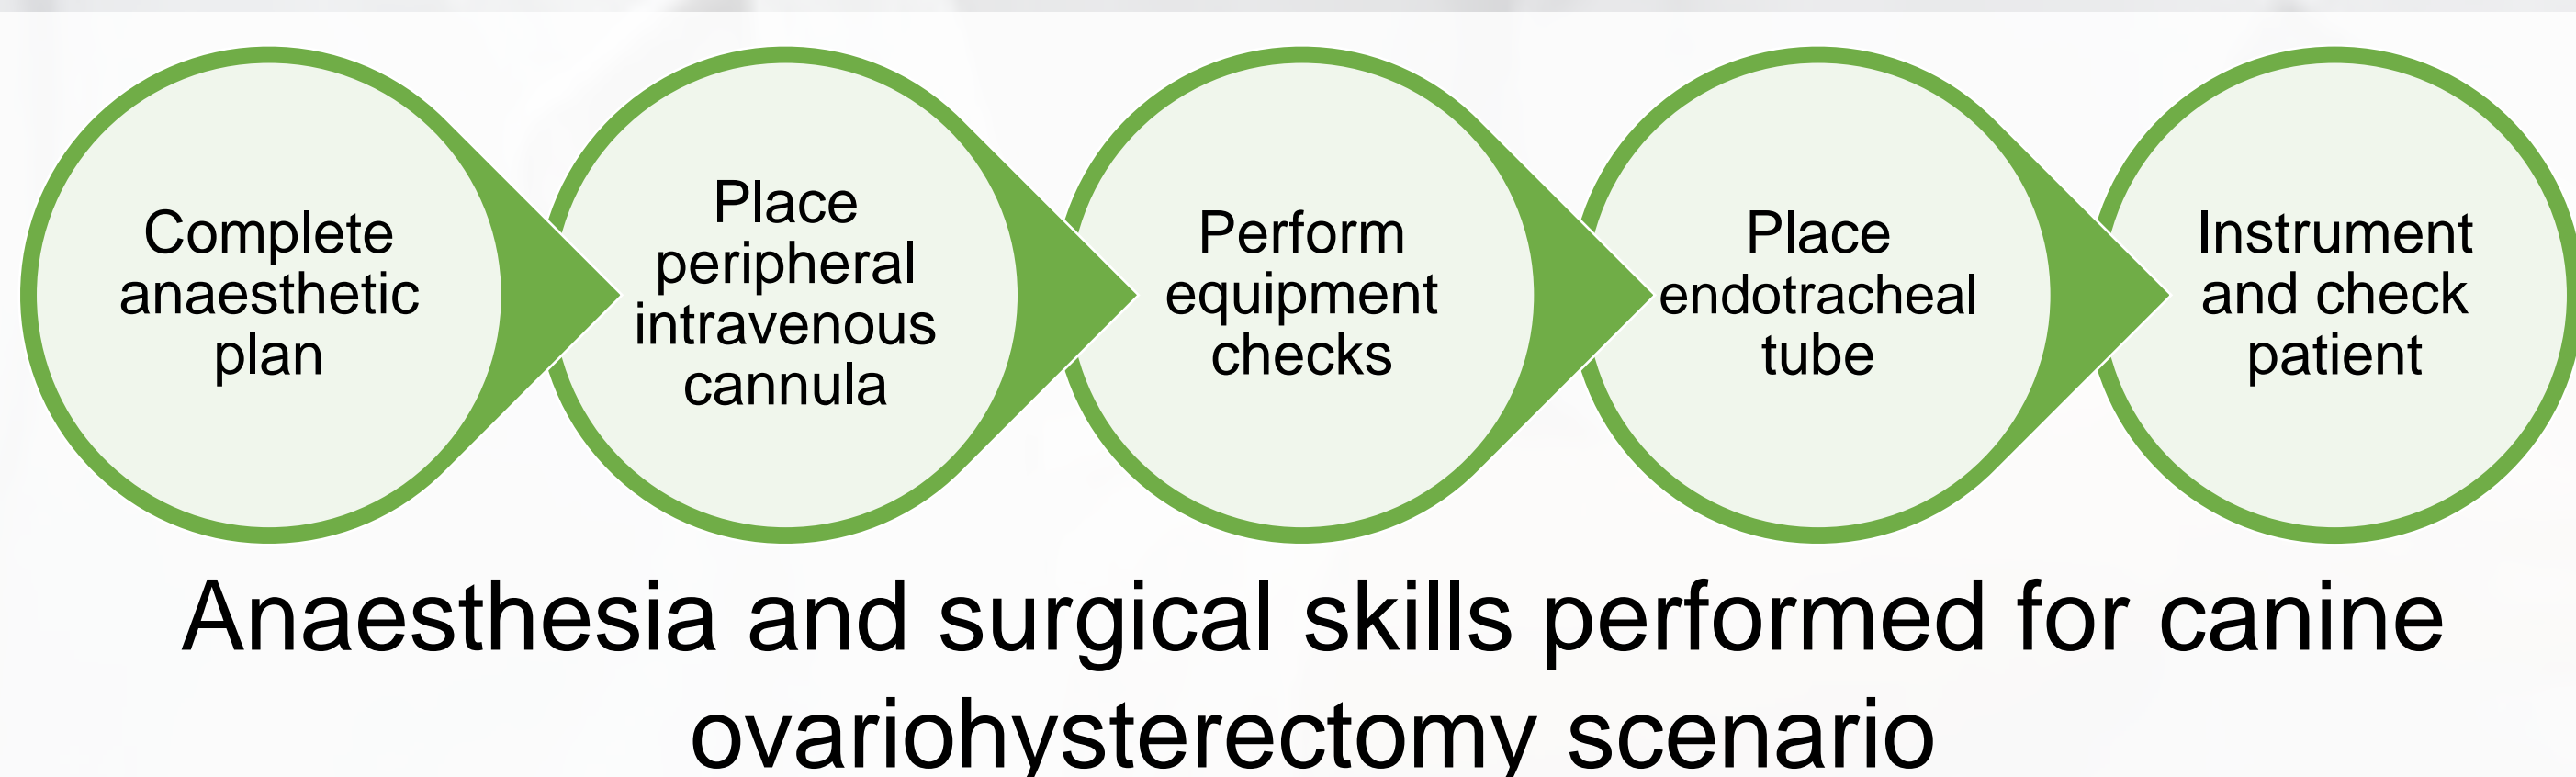 Complete
anaesthetic
plan
Place
peripheral
intravenous
cannula
Perform
equipment
checks
Place
endotracheal
tube
Instrument
and check
patient
Anaesthesia and surgical skills performed for canine
ovariohysterectomy scenario